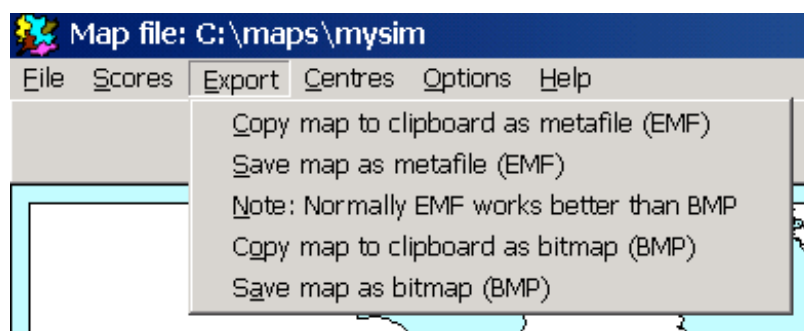 Map file: C:\maps\mysim
File Scores Export Centres Options Help
Copy map to clipboard as metafile (EMF)
Save map as metafile (EMF)
Note: Normally EMF works better than BMP
Copy map to clipboard as bitmap (BMP)
Save map as bitmap (BMP)